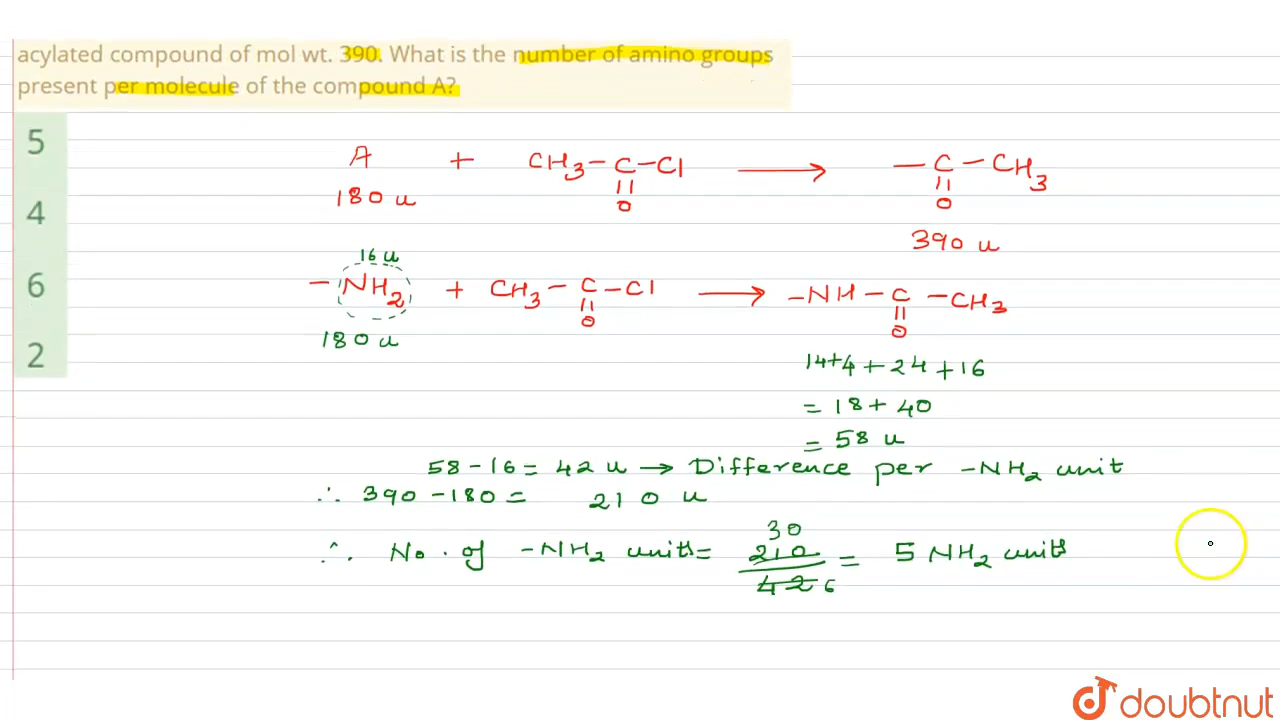 acylated compound of mol wt. 390. What is the number of amino groups
present per molecule of the compound A?
5
4
6
2
A + CH3-C-Cl → -C-CH3
180 u O O
390 u
16 u
-NH2 + CH3-C-Cl → -NH-C-CH3
O O
180 u
14+4+24+16
= 18+40
= 58 u
58-16= 42 u → Difference per -NH2 unit
∴ 390-180= 210 u
30
∴ No. of -NH2 units= 210 = 5 NH2 units
42 6
doubtnut